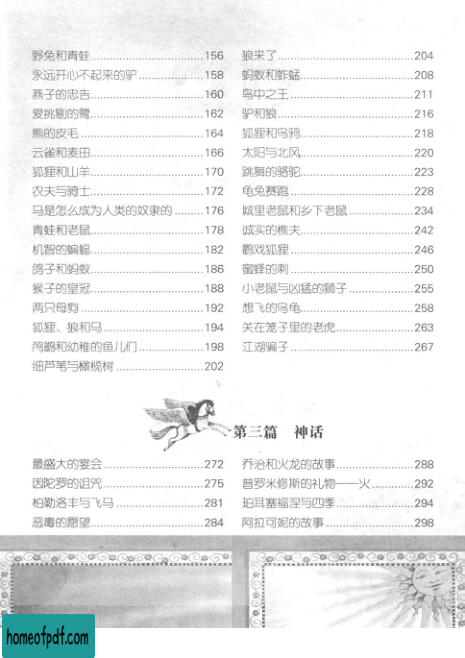 野兔和青蛙 156
永远开心不起来的驴 158
燕子的忠告 160
爱挑剔的鹭 162
熊的皮毛 164
云雀和麦田 166
狐狸和山羊 170
农夫与骑士 172
马是怎么成为人类的奴隶的 176
青蛙和老鼠 178
机智的蝙蝠 182
鸽子和蚂蚁 186
猴子的皇冠 188
两只母狗 192
狐狸、狼和马 194
鸬鹚和幼稚的鱼儿们 198
细芦苇与橄榄树 202
狼来了 204
蚂蚁和蚱蜢 208
鸟中之王 211
驴和狼 216
狐狸和乌鸦 218
太阳与北风 220
跳舞的骆驼 223
龟兔赛跑 228
城里老鼠和乡下老鼠 234
诚实的樵夫 242
鹳戏狐狸 246
蜜蜂的刺 250
小老鼠与凶猛的狮子 255
想飞的乌龟 258
关在笼子里的老虎 263
江湖骗子 267
第三篇 神话
最盛大的宴会 272
因陀罗的诅咒 275
柏勒洛丰与飞马 281
恶毒的愿望 284
乔治和火龙的故事 288
普罗米修斯的礼物——火 292
珀耳塞福涅与四季 294
阿拉可妮的故事 298
homeofpdf.com